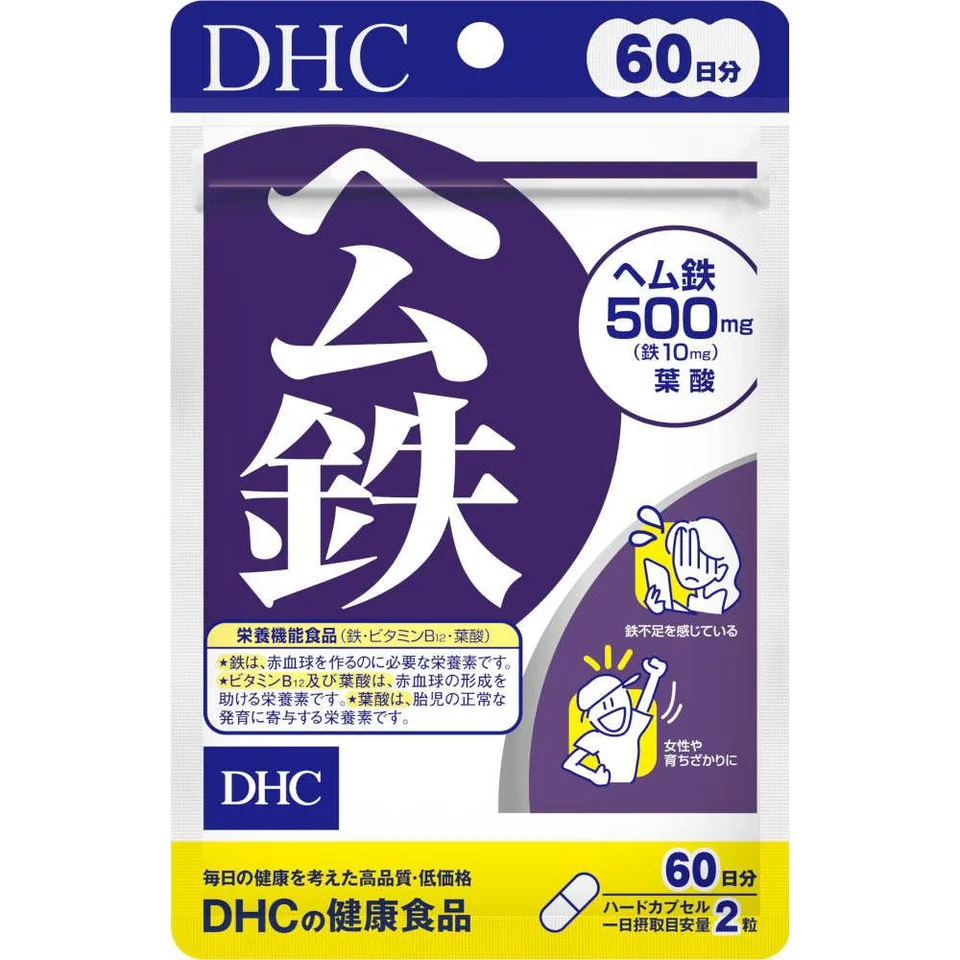 DHC
60日分
ヘム鉄
ヘム鉄
500mg
(鉄10mg)
葉酸
鉄不足を感じている
女性や
育ちざかりに
栄養機能食品(鉄・ビタミンB12・葉酸)
★鉄は、赤血球を作るのに必要な栄養素です。
★ビタミンB12及び葉酸は、赤血球の形成を
助ける栄養素です。★葉酸は、胎児の正常な
発育に寄与する栄養素です。
DHC
毎日の健康を考えた高品質・低価格
DHCの健康食品
60日分
ハードカプセル
一日摂取目安量 2粒